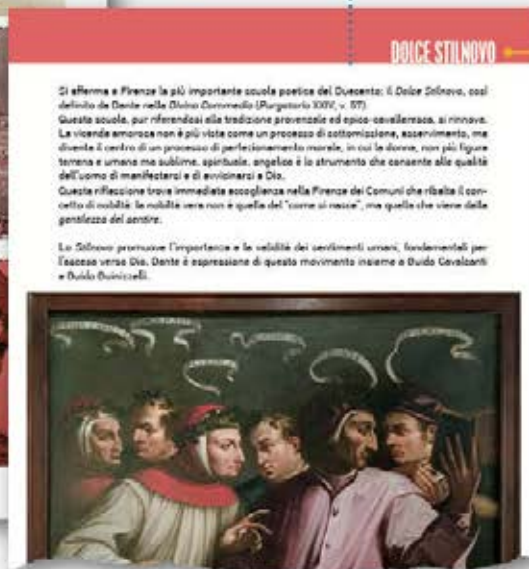 DOLCE STILNOVO
Si afferma a Firenze la più importante scuola poetica del Duecento: il Dolce Stilnovo, così
definito da Dante nella Divina Commedia (Purgatorio XXIV, v. 57).
Questa scuola, pur riferendosi alla tradizione provenzale ed epico-cavalleresca, si rinnova.
La vicenda amorosa non è più vista come un processo di sottomissione, asservimento, ma
diventa il centro di un processo di perfezionamento morale, in cui la donna, non più figura
terrena e umana ma sublime, spirituale, angelica è lo strumento che consente alle qualità
dell'uomo di manifestarsi e di avvicinarsi a Dio.
Questa riflessione trova immediata accoglienza nella Firenze dei Comuni che ribalta il con-
cetto di nobiltà: la nobiltà vera non è quella del "come si nasce", ma quella che viene dalla
gentilezza del sentire.
Lo Stilnovo promuove l'importanza e la validità dei sentimenti umani, fondamentali per
l'ascesa verso Dio. Dante è espressione di questo movimento insieme a Guido Cavalcanti
e Guido Guinizzelli.